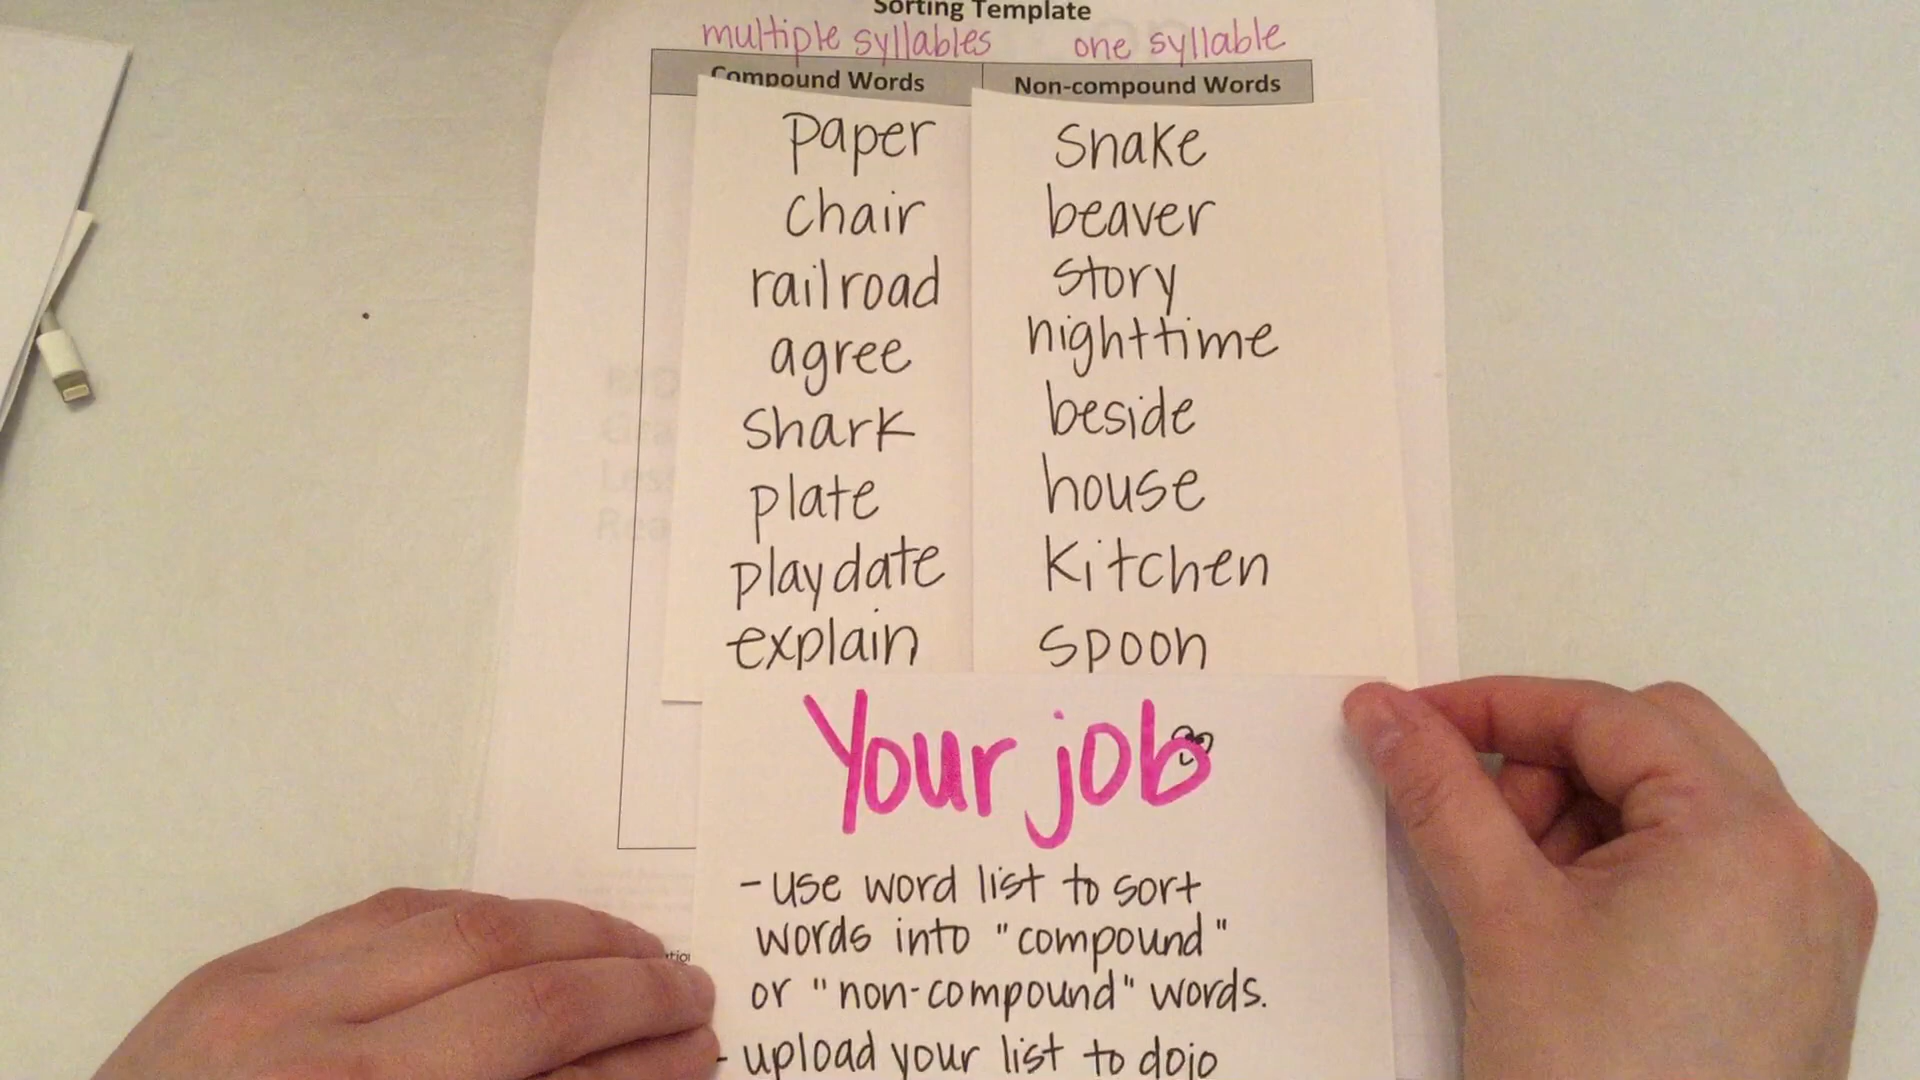 Sorting Template
multiple syllables one syllable
Compound Words Non-compound Words
paper
chair
railroad
agree
shark
plate
playdate
explain
snake
beaver
story
nighttime
beside
house
kitchen
spoon
Your job
- use word list to sort
words into "compound"
or "non-compound" words.
- upload your list to dojo